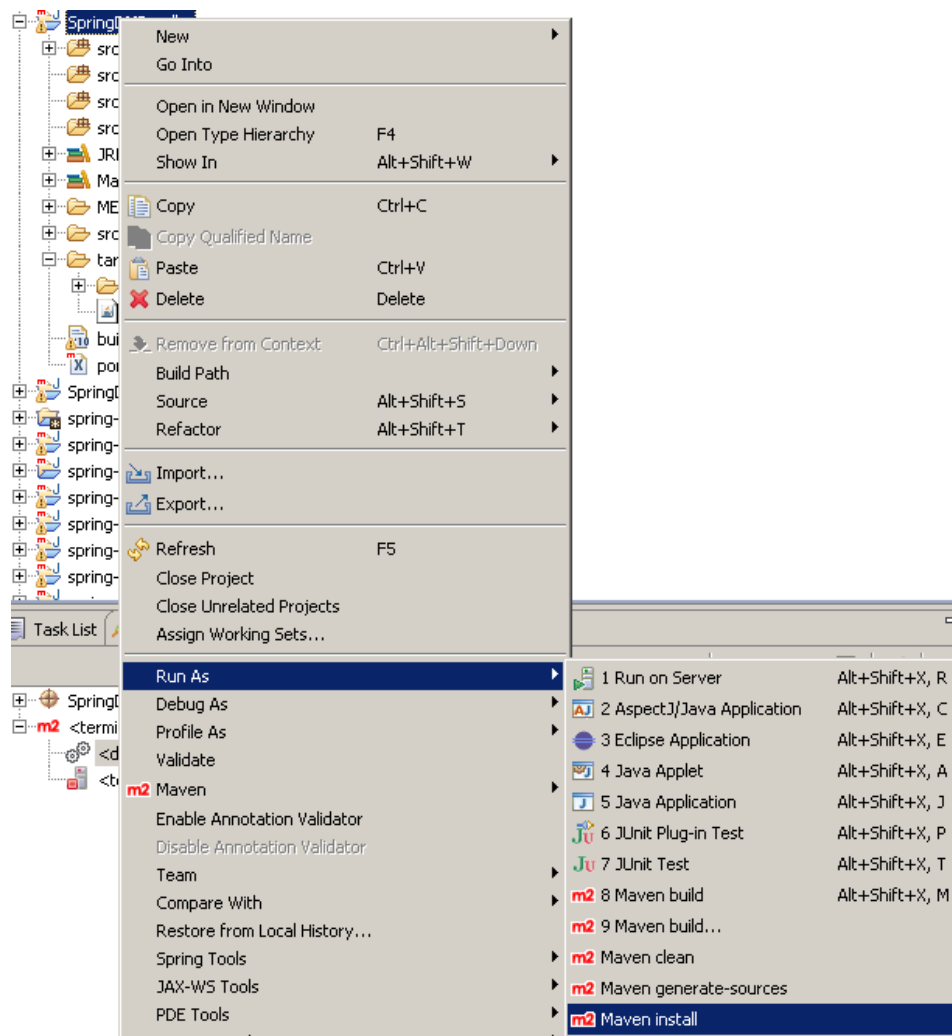 New
Go Into
Open in New Window
Open Type Hierarchy F4
Show In Alt+Shift+W
Copy Ctrl+C
Copy Qualified Name
Paste Ctrl+V
Delete Delete
Remove from Context Ctrl+Alt+Shift+Down
Build Path
Source Alt+Shift+S
Refactor Alt+Shift+T
Import...
Export...
Refresh F5
Close Project
Close Unrelated Projects
Assign Working Sets...
Run As
Debug As
Profile As
Validate
m2 Maven
Enable Annotation Validator
Disable Annotation Validator
Team
Compare With
Restore from Local History...
Spring Tools
JAX-WS Tools
PDE Tools
src
src
src
src
JRI
Ma
ME
src
tar
bui
Spring
spring-
spring-
spring-
spring-
spring-
spring-
spring-
Task List
Spring
m2 <termi
<d
1 Run on Server Alt+Shift+X, R
AJ 2 AspectJ/Java Application Alt+Shift+X, C
3 Eclipse Application Alt+Shift+X, E
4 Java Applet Alt+Shift+X, A
J 5 Java Application Alt+Shift+X, J
6 JUnit Plug-in Test Alt+Shift+X, P
JU 7 JUnit Test Alt+Shift+X, T
m2 8 Maven build Alt+Shift+X, M
m2 9 Maven build...
m2 Maven clean
m2 Maven generate-sources
m2 Maven install